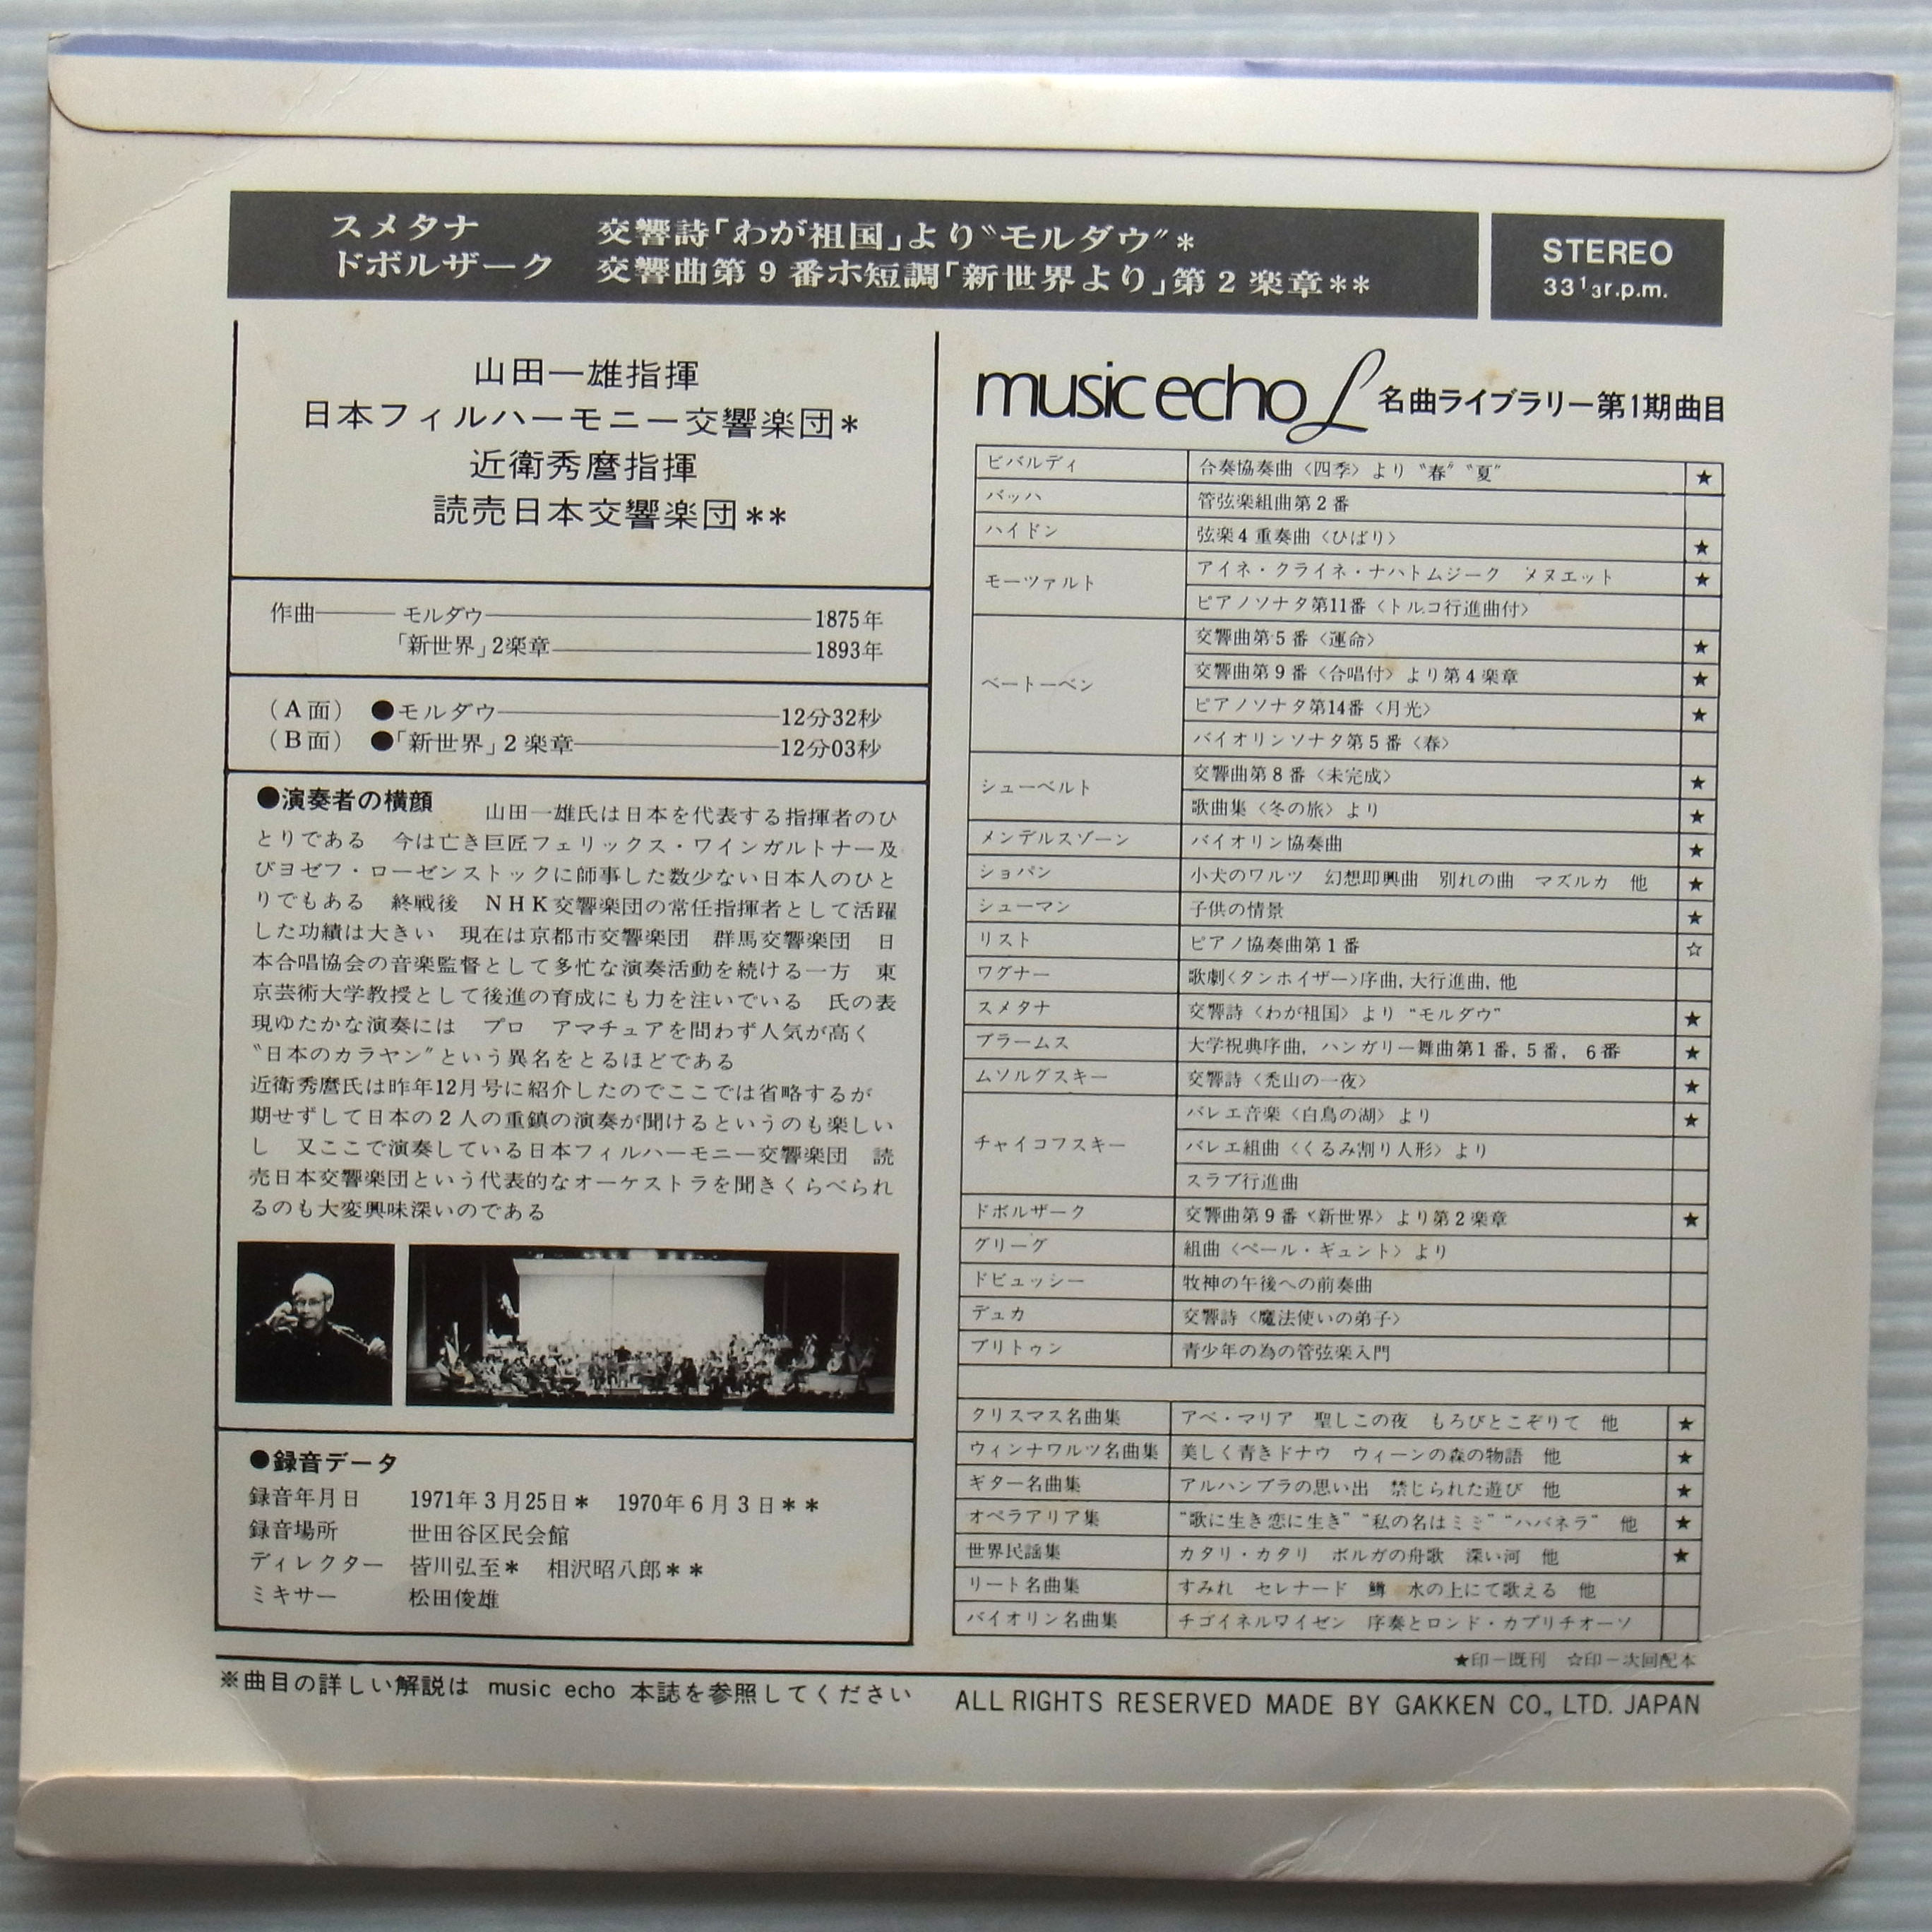 スメタナ 交響詩「わが祖国」より〝モルダウ〟*
ドボルザーク 交響曲第9番ホ短調「新世界より」第2楽章**
STEREO
33 1/3 r.p.m.
山田一雄指揮
日本フィルハーモニー交響楽団*
近衛秀麿指揮
読売日本交響楽団**
作曲―――モルダウ――――――1875年
「新世界」2楽章――――――1893年
(A面) ●モルダウ――――――12分32秒
(B面) ●「新世界」2楽章――――――12分03秒
●演奏者の横顔 山田一雄氏は日本を代表する指揮者のひ
とりである 今は亡き巨匠フェリックス・ワインガルトナー及
びヨゼフ・ローゼンストックに師事した数少ない日本人のひと
りでもある 終戦後 NHK交響楽団の常任指揮者として活躍
した功績は大きい 現在は京都市交響楽団 群馬交響楽団 日
本合唱協会の音楽監督として多忙な演奏活動を続ける一方 東
京芸術大学教授として後進の育成にも力を注いでいる 氏の表
現ゆたかな演奏には プロ アマチュアを問わず人気が高く
〝日本のカラヤン〟という異名をとるほどである
近衛秀麿氏は昨年12月号に紹介したのでここでは省略するが
期せずして日本の2人の重鎮の演奏が聞けるというのも楽しい
し 又ここで演奏している日本フィルハーモニー交響楽団 読
売日本交響楽団という代表的なオーケストラを聞きくらべられ
るのも大変興味深いのである
●録音データ
録音年月日 1971年3月25日* 1970年6月3日**
録音場所 世田谷区民会館
ディレクター 皆川弘至* 相沢昭八郎**
ミキサー 松田俊雄
※曲目の詳しい解説は music echo 本誌を参照してください
music echo L 名曲ライブラリー第1期曲目
ビバルディ 合奏協奏曲〈四季〉より〝春〟〝夏〟 ★
バッハ 管弦楽組曲第2番
ハイドン 弦楽4重奏曲〈ひばり〉 ★
モーツァルト アイネ・クライネ・ナハトムジーク メヌエット ★
ピアノソナタ第11番〈トルコ行進曲付〉
ベートーベン 交響曲第5番〈運命〉 ★
交響曲第9番〈合唱付〉より第4楽章 ★
ピアノソナタ第14番〈月光〉 ★
バイオリンソナタ第5番〈春〉
シューベルト 交響曲第8番〈未完成〉 ★
歌曲集〈冬の旅〉より ★
メンデルスゾーン バイオリン協奏曲 ★
ショパン 小犬のワルツ 幻想即興曲 別れの曲 マズルカ 他 ★
シューマン 子供の情景 ★
リスト ピアノ協奏曲第1番 ☆
ワグナー 歌劇〈タンホイザー〉序曲, 大行進曲, 他
スメタナ 交響詩〈わが祖国〉より〝モルダウ〟 ★
ブラームス 大学祝典序曲, ハンガリー舞曲第1番, 5番, 6番 ★
ムソルグスキー 交響詩〈禿山の一夜〉 ★
チャイコフスキー バレエ音楽〈白鳥の湖〉より ★
バレエ組曲〈くるみ割り人形〉より
スラブ行進曲
ドボルザーク 交響曲第9番〈新世界〉より第2楽章 ★
グリーグ 組曲〈ペール・ギュント〉より
ドビュッシー 牧神の午後への前奏曲
デュカ 交響詩〈魔法使いの弟子〉
ブリトゥン 青少年の為の管弦楽入門
クリスマス名曲集 アベ・マリア 聖しこの夜 もろびとこぞりて 他 ★
ウィンナワルツ名曲集 美しく青きドナウ ウィーンの森の物語 他 ★
ギター名曲集 アルハンブラの思い出 禁じられた遊び 他 ★
オペラアリア集 〝歌に生き恋に生き〟〝私の名はミミ〟〝ハバネラ〟 他 ★
世界民謡集 カタリ・カタリ ボルガの舟歌 深い河 他 ★
リート名曲集 すみれ セレナード 鱒 水の上にて歌える 他
バイオリン名曲集 チゴイネルワイゼン 序奏とロンド・カプリチオーソ
★印－既刊 ☆印－次回配本
ALL RIGHTS RESERVED MADE BY GAKKEN CO., LTD. JAPAN